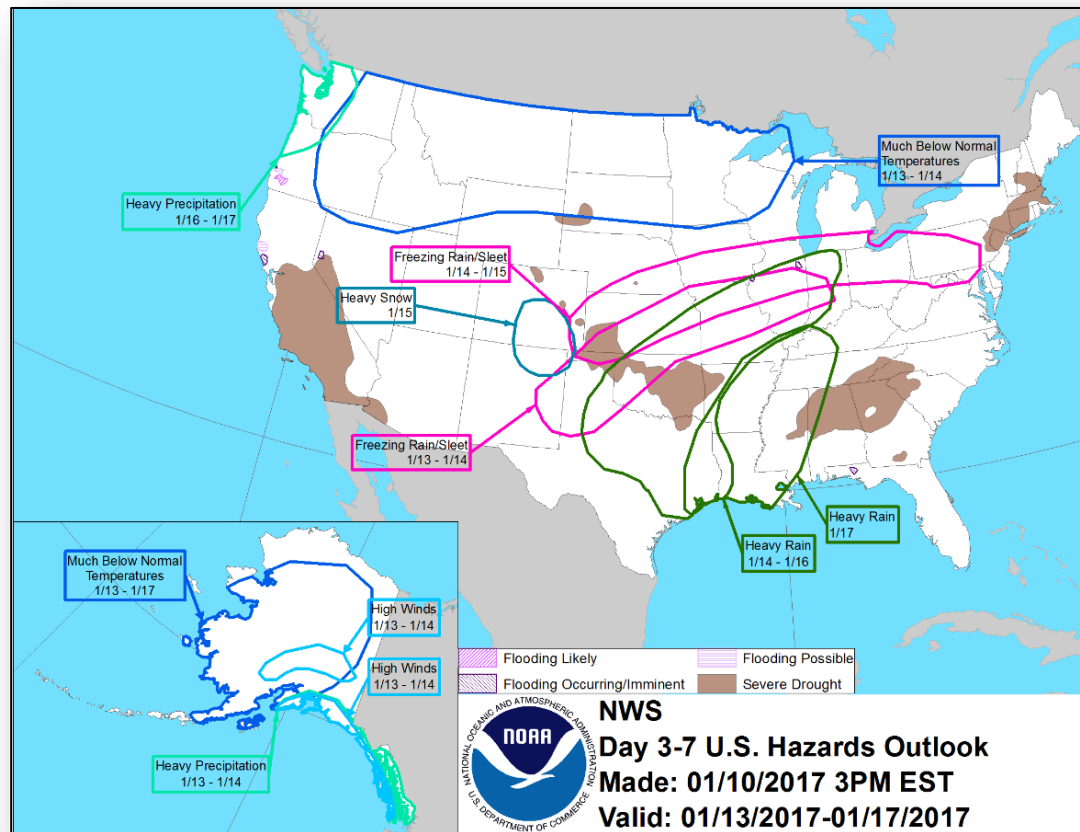 Much Below Normal
Temperatures
1/13 - 1/14
Heavy Precipitation
1/16 - 1/17
Freezing Rain/Sleet
1/14 - 1/15
Heavy Snow
1/15
Freezing Rain/Sleet
1/13 - 1/14
Heavy Rain
1/17
Heavy Rain
1/14 - 1/16
Much Below Normal
Temperatures
1/13 - 1/17
High Winds
1/13 - 1/14
High Winds
1/13 - 1/14
Heavy Precipitation
1/13 - 1/14
Flooding Likely
Flooding Possible
Flooding Occurring/Imminent
Severe Drought
NATIONAL OCEANIC AND ATMOSPHERIC ADMINISTRATION
NOAA
U.S. DEPARTMENT OF COMMERCE
NWS
Day 3-7 U.S. Hazards Outlook
Made: 01/10/2017 3PM EST
Valid: 01/13/2017-01/17/2017